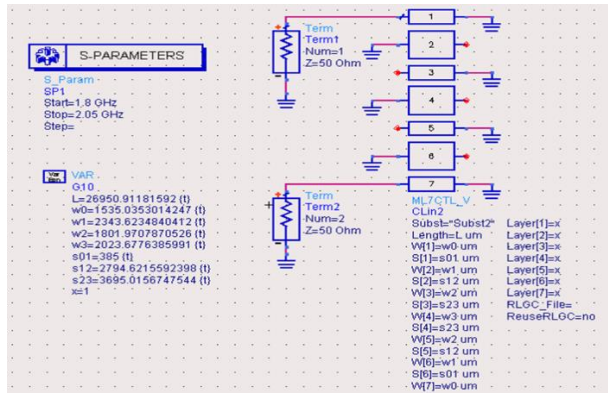 S-PARAMETERS
S_Param
SP1
Start=1.8 GHz
Stop=2.05 GHz
Step=
Var
Eqn
VAR
G10
L=26950.91181592 {t}
w0=1535.0353014247 {t}
w1=2343.6234840412 {t}
w2=1801.9707870526 {t}
w3=2023.6776385991 {t}
s01=385 {t}
s12=2794.6215592398 {t}
s23=3695.0156747544 {t}
x=1
Term
Term1
Num=1
Z=50 Ohm
1
2
3
4
5
6
7
Term
Term2
Num=2
Z=50 Ohm
ML7CTL_V
CLin2
Subst="Subst2"
Length=L um
W[1]=w0 um
S[1]=s01 um
W[2]=w1 um
S[2]=s12 um
W[3]=w2 um
S[3]=s23 um
W[4]=w3 um
S[4]=s23 um
W[5]=w2 um
S[5]=s12 um
W[6]=w1 um
S[6]=s01 um
W[7]=w0 um
Layer[1]=x
Layer[2]=x
Layer[3]=x
Layer[4]=x
Layer[5]=x
Layer[6]=x
Layer[7]=x
RLGC_File=
ReuseRLGC=no